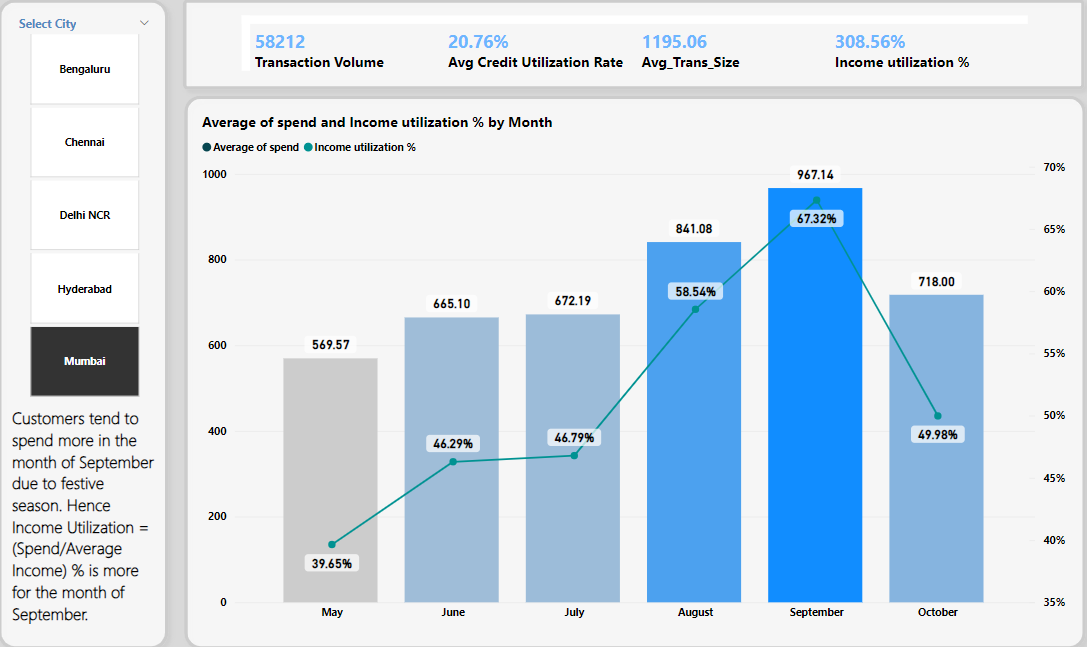 Select City
Bengaluru
Chennai
Delhi NCR
Hyderabad
Mumbai
Customers tend to
spend more in the
month of September
due to festive
season. Hence
Income Utilization =
(Spend/Average
Income) % is more
for the month of
September.
58212
Transaction Volume
20.76%
Avg Credit Utilization Rate
1195.06
Avg_Trans_Size
308.56%
Income utilization %
Average of spend and Income utilization % by Month
Average of spend Income utilization %
1000
800
600
400
200
0
569.57
665.10
672.19
841.08
967.14
718.00
39.65%
46.29%
46.79%
58.54%
67.32%
49.98%
70%
65%
60%
55%
50%
45%
40%
35%
May June July August September October